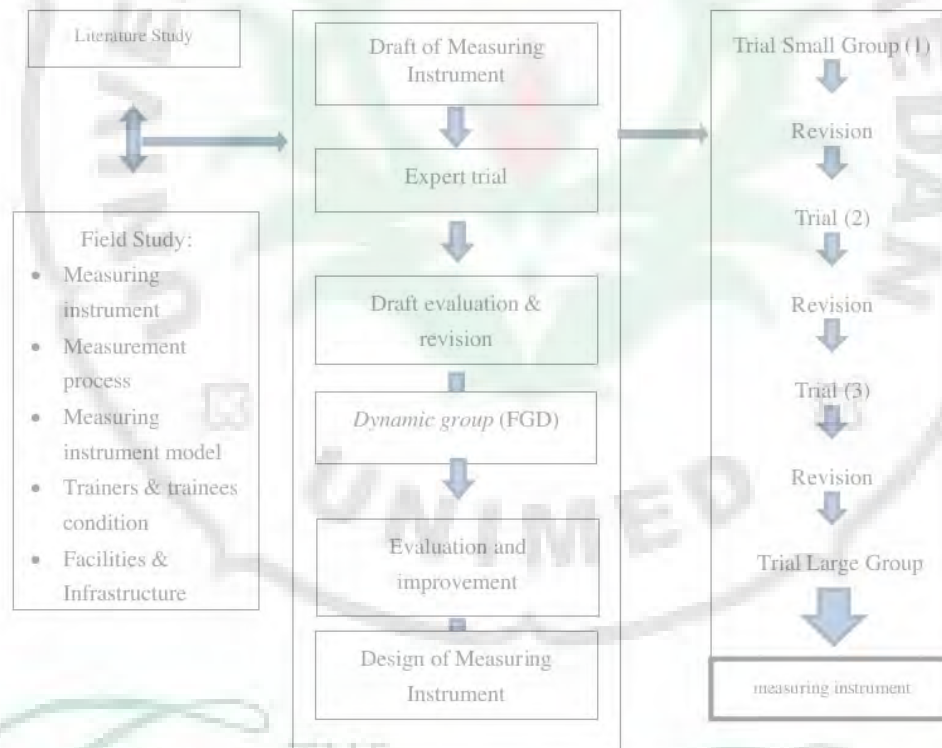 Literature Study
Field Study:
• Measuring
instrument
• Measurement
process
• Measuring
instrument model
• Trainers & trainees
condition
• Facilities &
Infrastructure
Draft of Measuring
Instrument
Expert trial
Draft evaluation &
revision
Dynamic group (FGD)
Evaluation and
improvement
Design of Measuring
Instrument
Trial Small Group (1)
Revision
Trial (2)
Revision
Trial (3)
Revision
Trial Large Group
measuring instrument
UNIMED